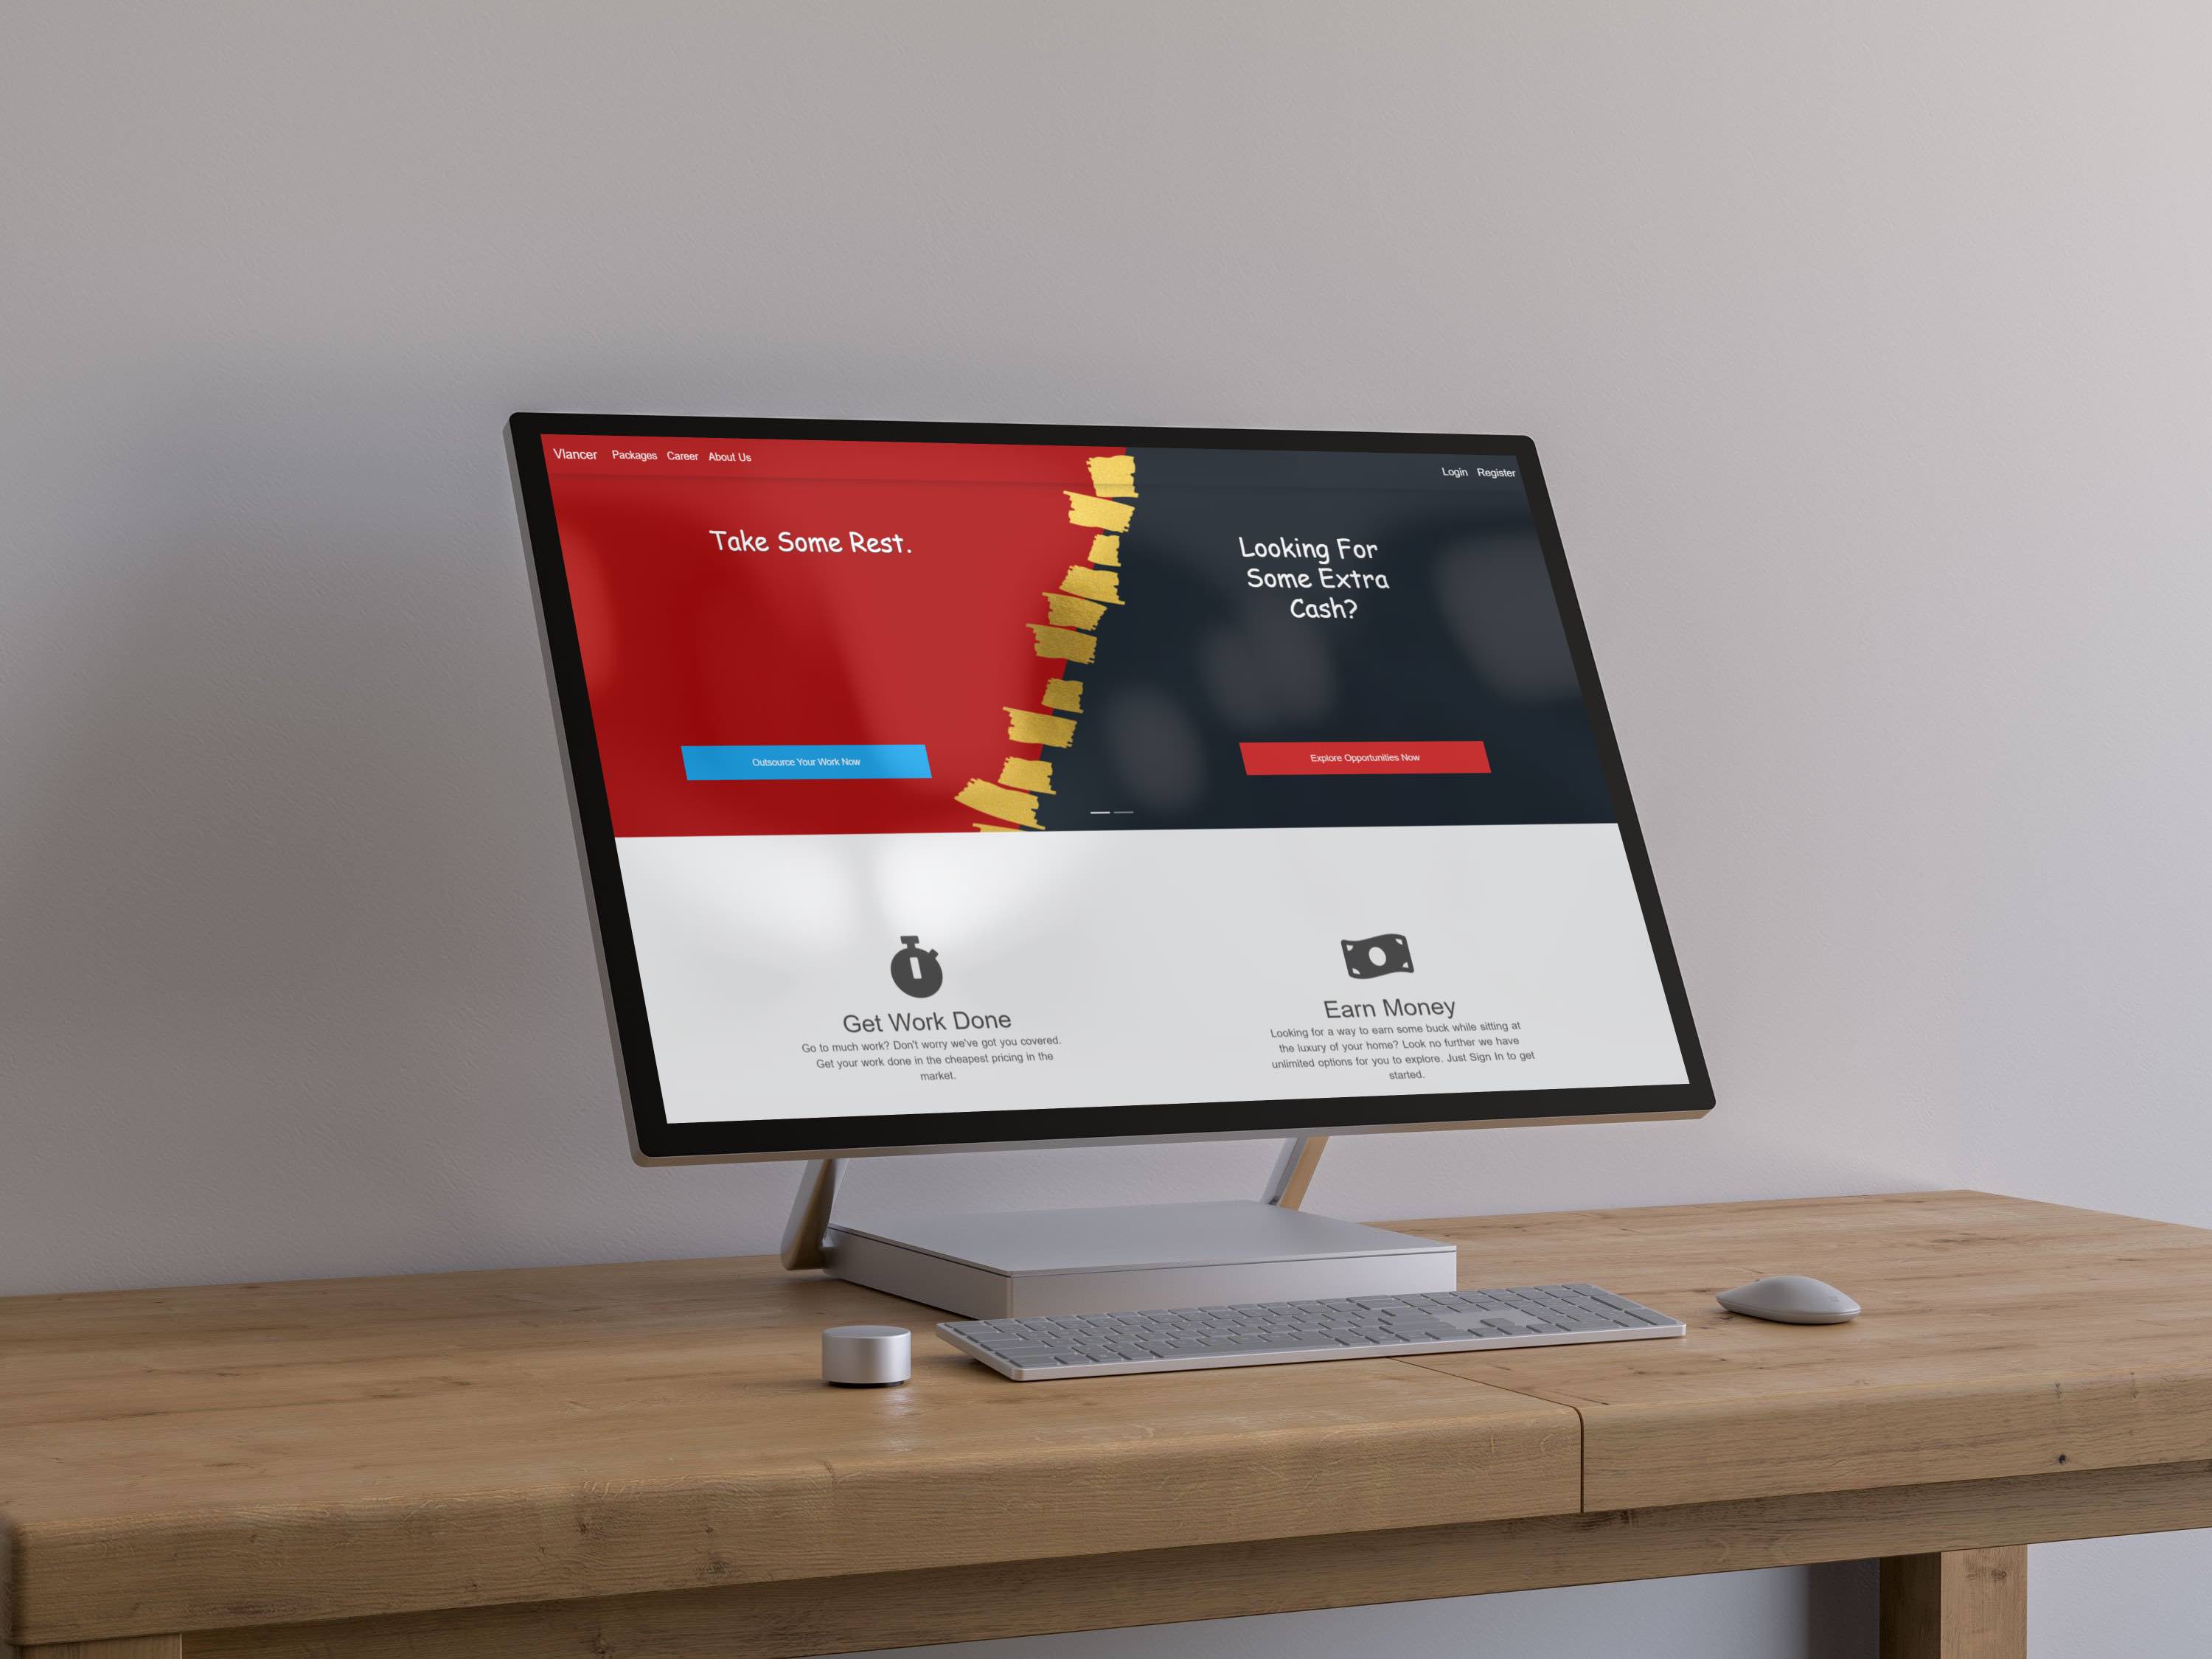 Vlancer Packages Career About Us Login Register
Take Some Rest.
Outsource Your Work Now
Looking For
Some Extra
Cash?
Explore Opportunities Now
Get Work Done
Go to much work? Don't worry we've got you covered.
Get your work done in the cheapest pricing in the
market.
Earn Money
Looking for a way to earn some buck while sitting at
the luxury of your home? Look no further we have
unlimited options for you to explore. Just Sign In to get
started.